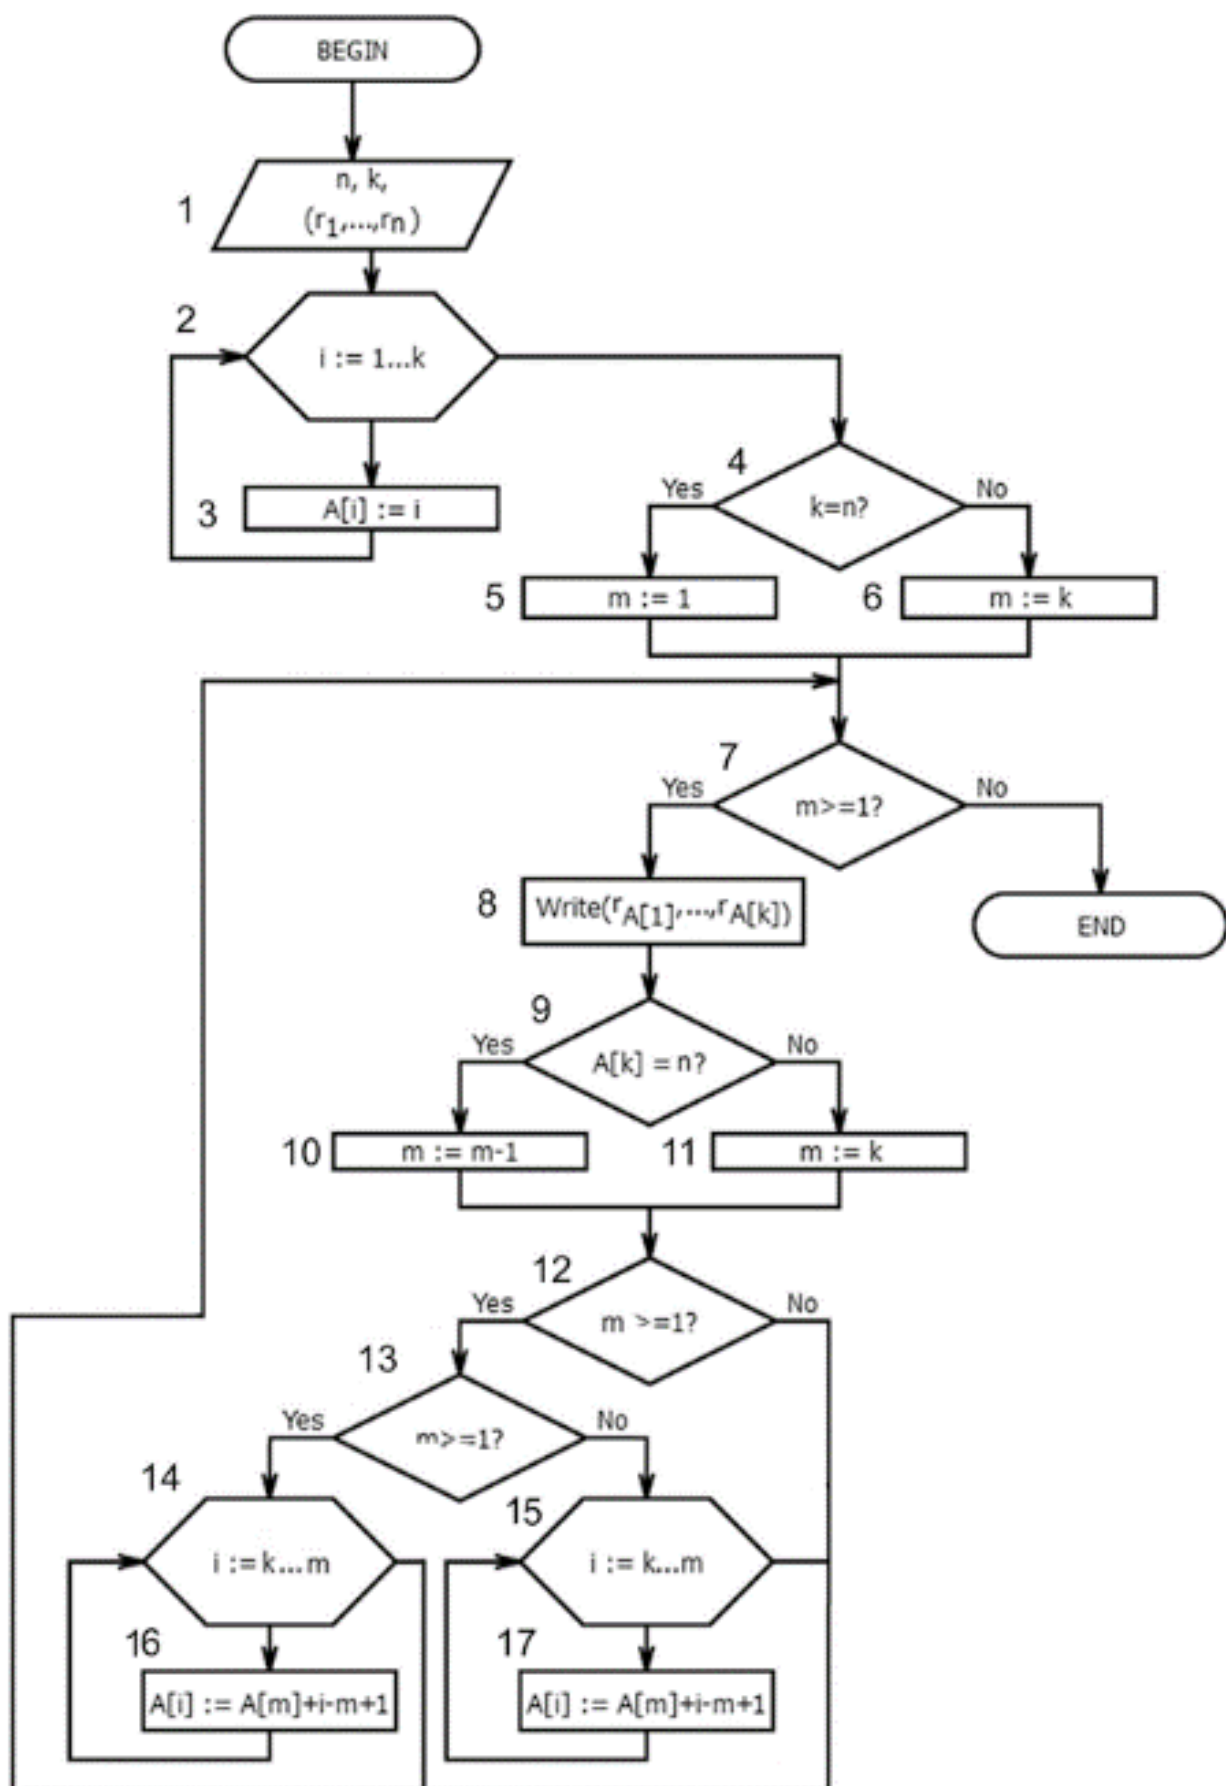 BEGIN
1
n, k,
(r1,...,rn)
2
i := 1...k
3
A[i] := i
4
Yes
k=n?
No
5
m := 1
6
m := k
7
Yes
m>=1?
No
8
Write(rA[1],...,rA[k])
END
9
Yes
A[k] = n?
No
10
m := m-1
11
m := k
12
Yes
m >=1?
No
13
Yes
m>=1?
No
14
i := k...m
15
i := k...m
16
A[i] := A[m]+i-m+1
17
A[i] := A[m]+i-m+1